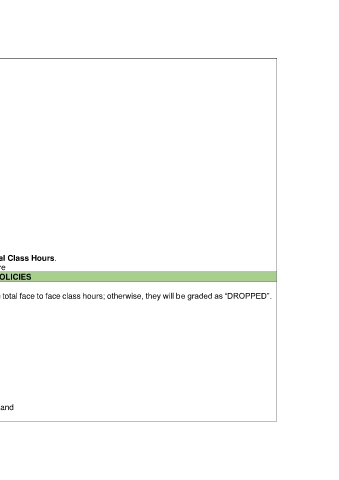 al Class Hours.
re
OLICIES
total face to face class hours; otherwise, they will be graded as “DROPPED”.
and